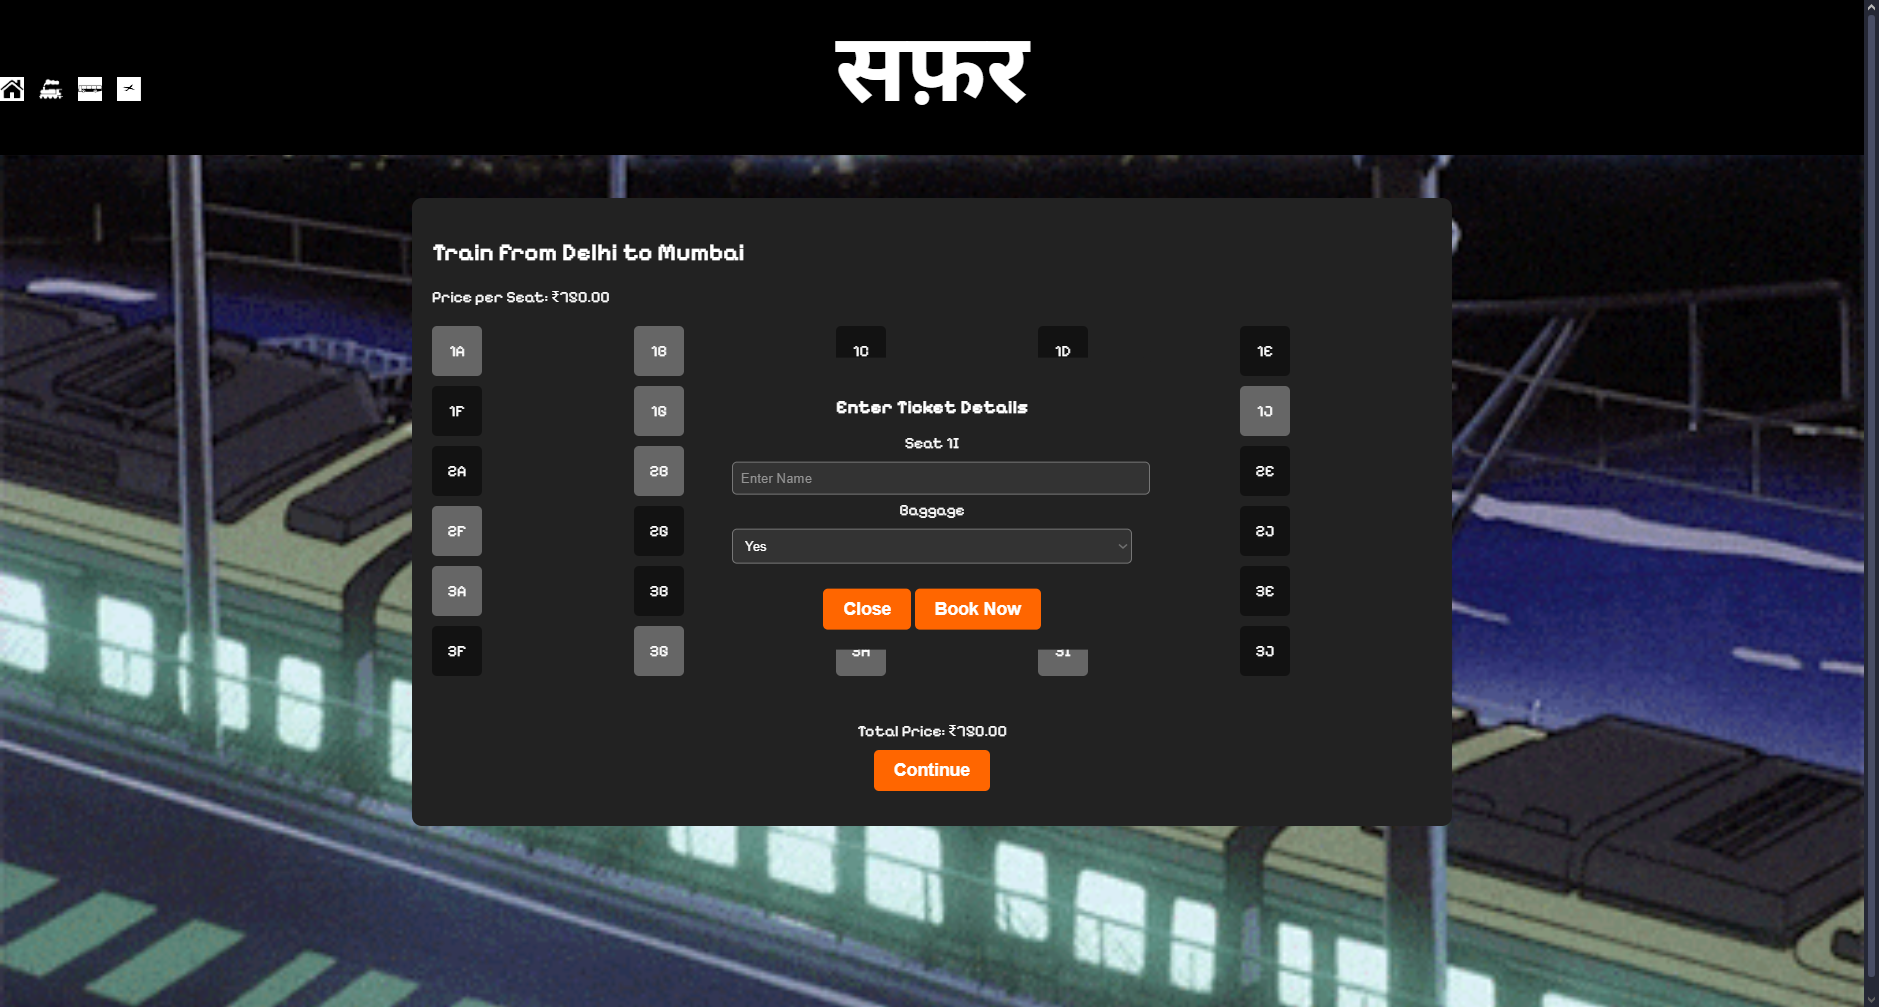 सफ़र
Train from Delhi to Mumbai
Price per Seat: ₹780.00
1A 1B 1C 1D 1E
1F 1G 1J
2A 2B 2E
2F 2G 2J
3A 3B 3E
3F 3G 3H 3I 3J
Enter Ticket Details
Seat 1I
Enter Name
Baggage
Yes
Close Book Now
Total Price: ₹780.00
Continue